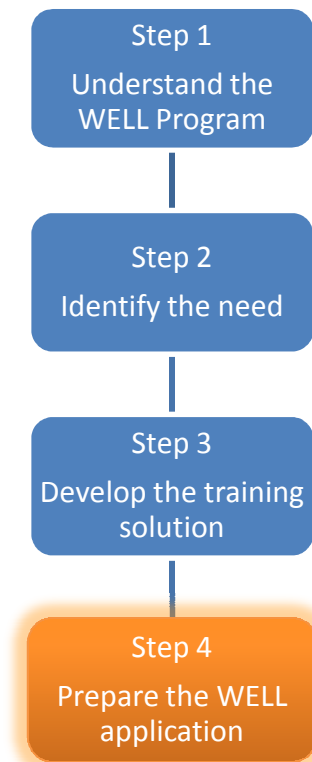 Step 1
Understand the
WELL Program
Step 2
Identify the need
Step 3
Develop the training
solution
Step 4
Prepare the WELL
application